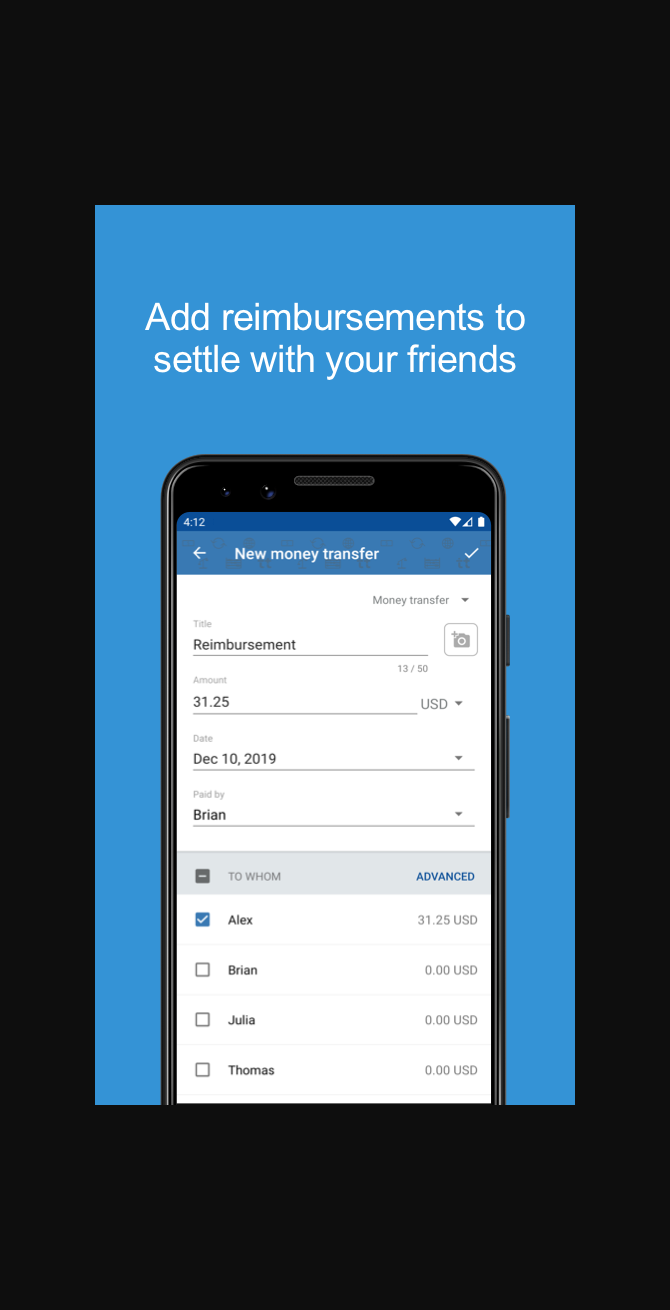 Add reimbursements to
settle with your friends
4:12
New money transfer
Money transfer
Title
Reimbursement
13 / 50
Amount
31.25
USD
Date
Dec 10, 2019
Paid by
Brian
TO WHOM ADVANCED
Alex 31.25 USD
Brian 0.00 USD
Julia 0.00 USD
Thomas 0.00 USD